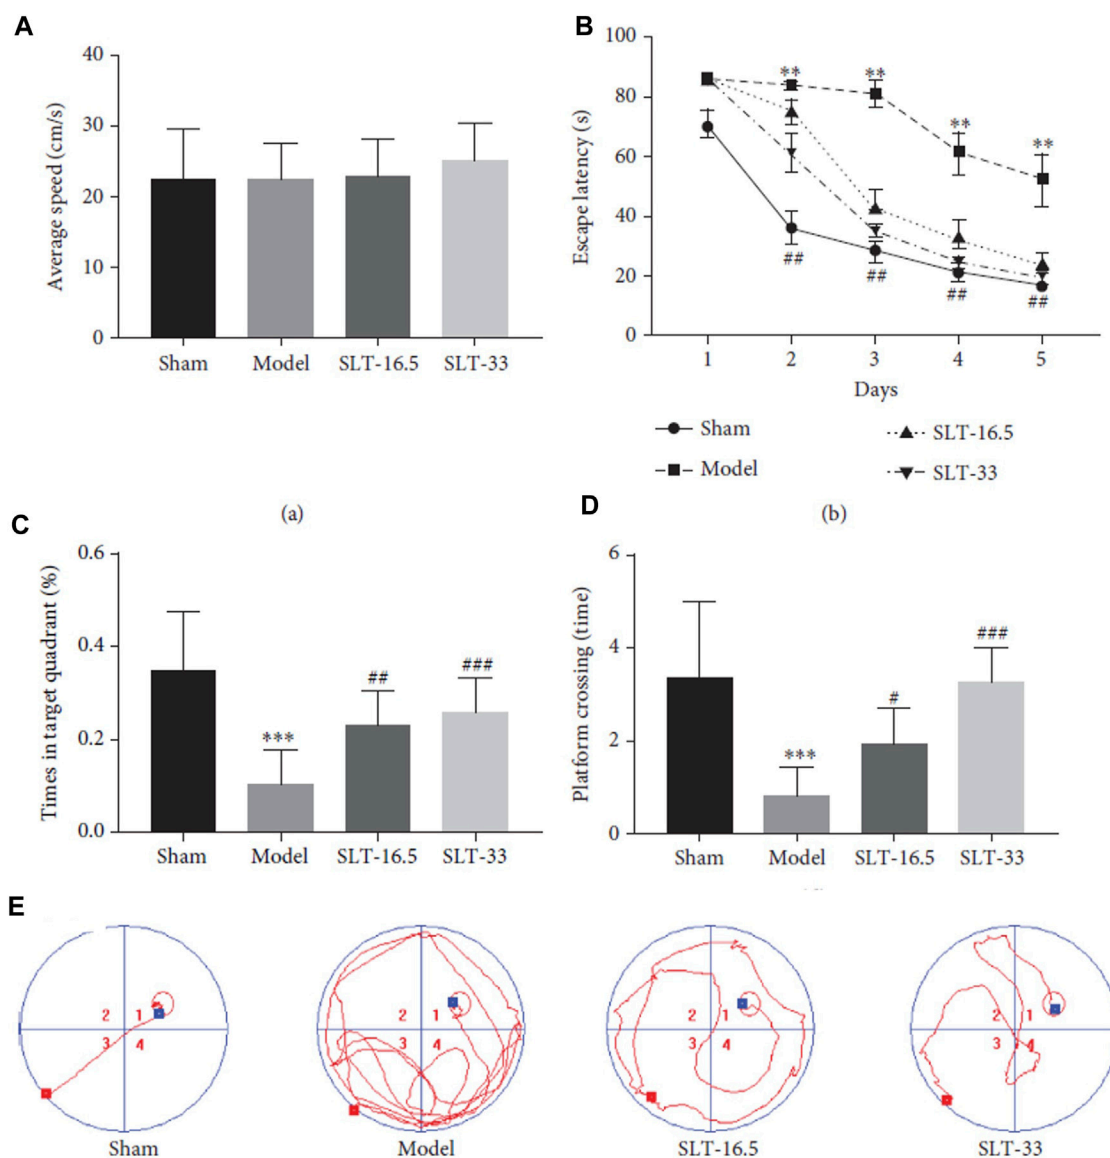 A
Average speed (cm/s)
40
30
20
10
0
Sham Model SLT-16.5 SLT-33
B
Escape latency (s)
100
80
60
40
20
0
** ** ** **
## ## ## ##
1 2 3 4 5
Days
Sham SLT-16.5
Model SLT-33
(a) (b)
C
Times in target quadrant (%)
0.6
0.4
0.2
0.0
*** ## ###
Sham Model SLT-16.5 SLT-33
D
Platform crossing (time)
6
4
2
0
*** # ###
Sham Model SLT-16.5 SLT-33
E
2 1 2 1 2 1 2 1
3 4 3 4 3 4 3 4
Sham Model SLT-16.5 SLT-33